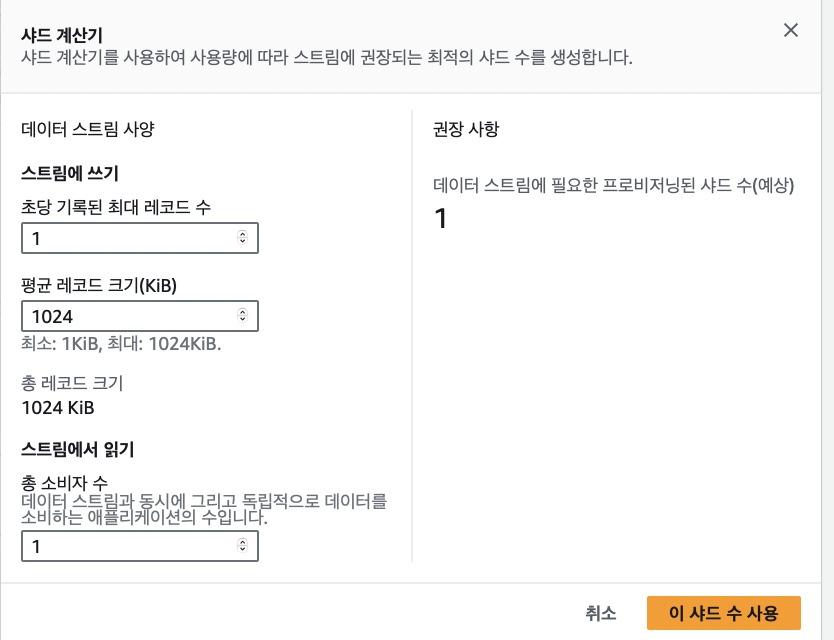 샤드 계산기
샤드 계산기를 사용하여 사용량에 따라 스트림에 권장되는 최적의 샤드 수를 생성합니다.
데이터 스트림 사양
스트림에 쓰기
초당 기록된 최대 레코드 수
1
평균 레코드 크기(KiB)
1024
최소: 1KiB, 최대: 1024KiB.
총 레코드 크기
1024 KiB
스트림에서 읽기
총 소비자 수
데이터 스트림과 동시에 그리고 독립적으로 데이터를
소비하는 애플리케이션의 수입니다.
1
권장 사항
데이터 스트림에 필요한 프로비저닝된 샤드 수(예상)
1
취소
이 샤드 수 사용